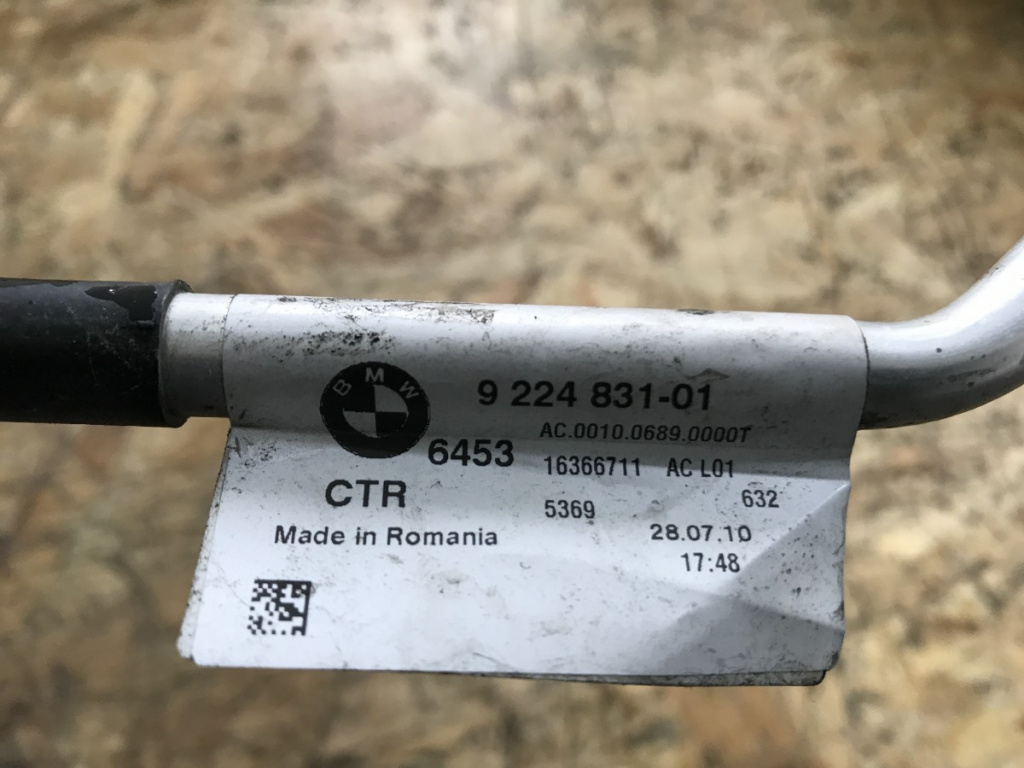 BMW 9 224 831-01
AC.0010.0689.0000T
6453 16366711 AC L01
CTR 5369 632
Made in Romania 28.07.10
17:48